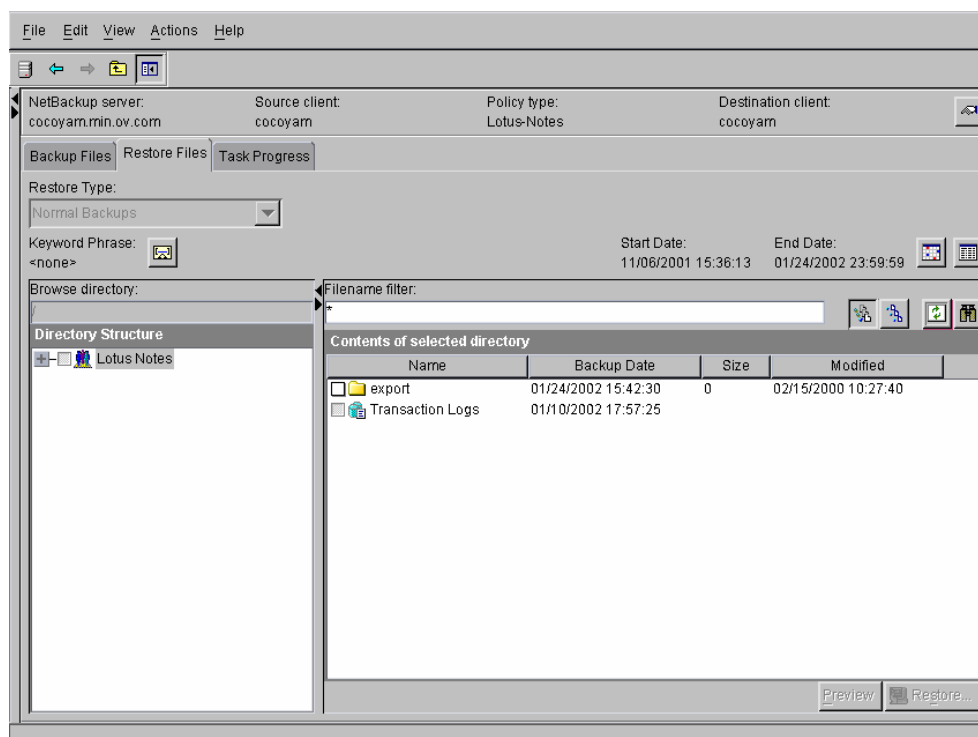 File Edit View Actions Help
NetBackup server: Source client: Policy type: Destination client:
cocoyam.min.ov.com cocoyam Lotus-Notes cocoyam
Backup Files Restore Files Task Progress
Restore Type:
Normal Backups
Keyword Phrase: Start Date: End Date:
<none> 11/06/2001 15:36:13 01/24/2002 23:59:59
Browse directory: Filename filter:
/ *
Directory Structure Contents of selected directory
Lotus Notes Name Backup Date Size Modified
export 01/24/2002 15:42:30 0 02/15/2000 10:27:40
Transaction Logs 01/10/2002 17:57:25
Preview Restore...